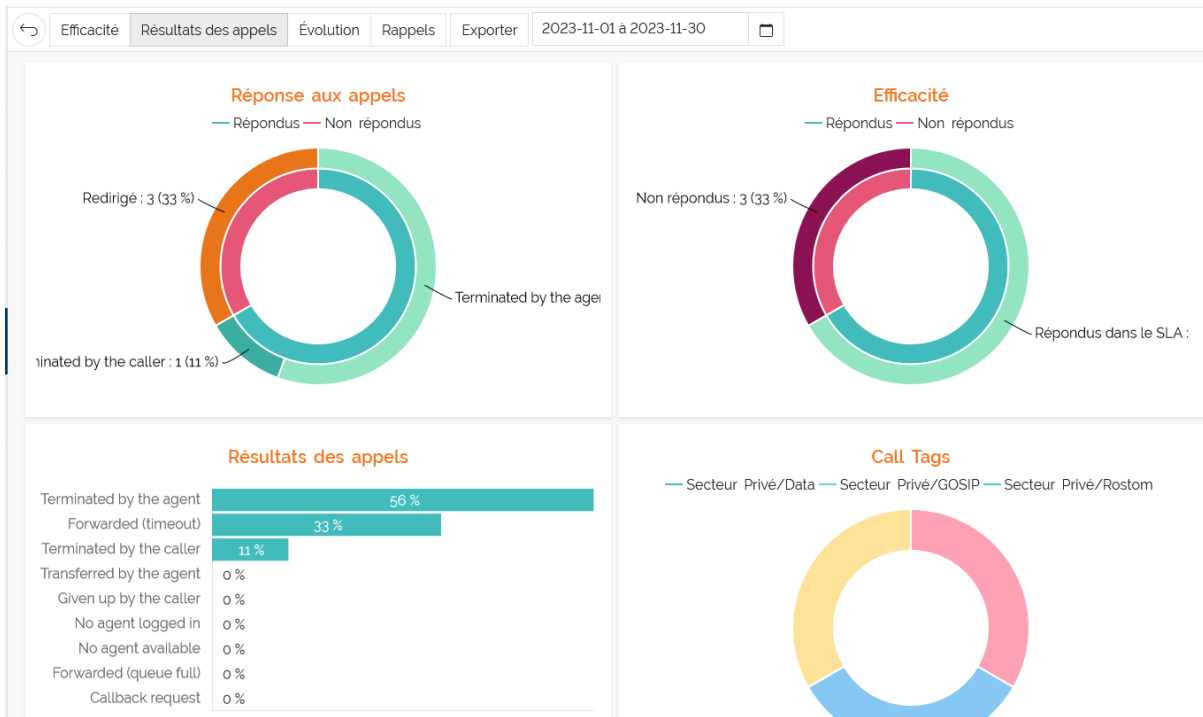 Efficacité Résultats des appels Évolution Rappels Exporter 2023-11-01 à 2023-11-30
Réponse aux appels
Répondus Non répondus
Redirigé : 3 (33 %)
Terminated by the
by the caller : 1 (11 %)
Efficacité
Répondus Non répondus
Non répondus : 3 (33 %)
Répondus dans le SLA :
Résultats des appels
Terminated by the agent 56 %
Forwarded (timeout) 33 %
Terminated by the caller 11 %
Transferred by the agent 0 %
Given up by the caller 0 %
No agent logged in 0 %
No agent available 0 %
Forwarded (queue full) 0 %
Callback request 0 %
Call Tags
Secteur Privé/Data Secteur Privé/GOSIP Secteur Privé/Rostom